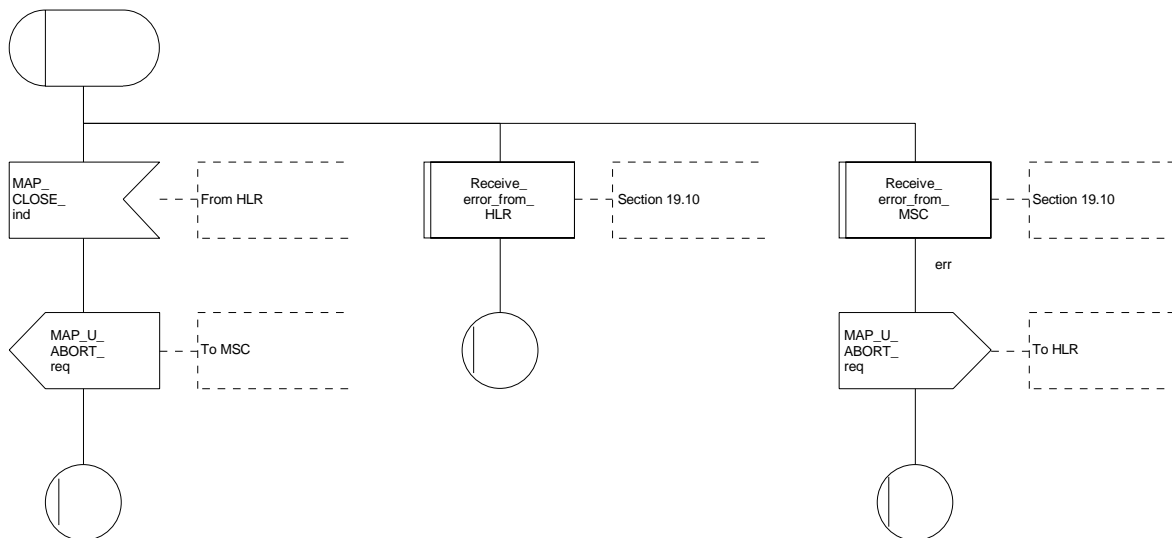 MAP_
CLOSE_
ind
From HLR
Receive_
error_from_
HLR
Section 19.10
Receive_
error_from_
MSC
Section 19.10
err
MAP_U_
ABORT_
req
To MSC
MAP_U_
ABORT_
req
To HLR